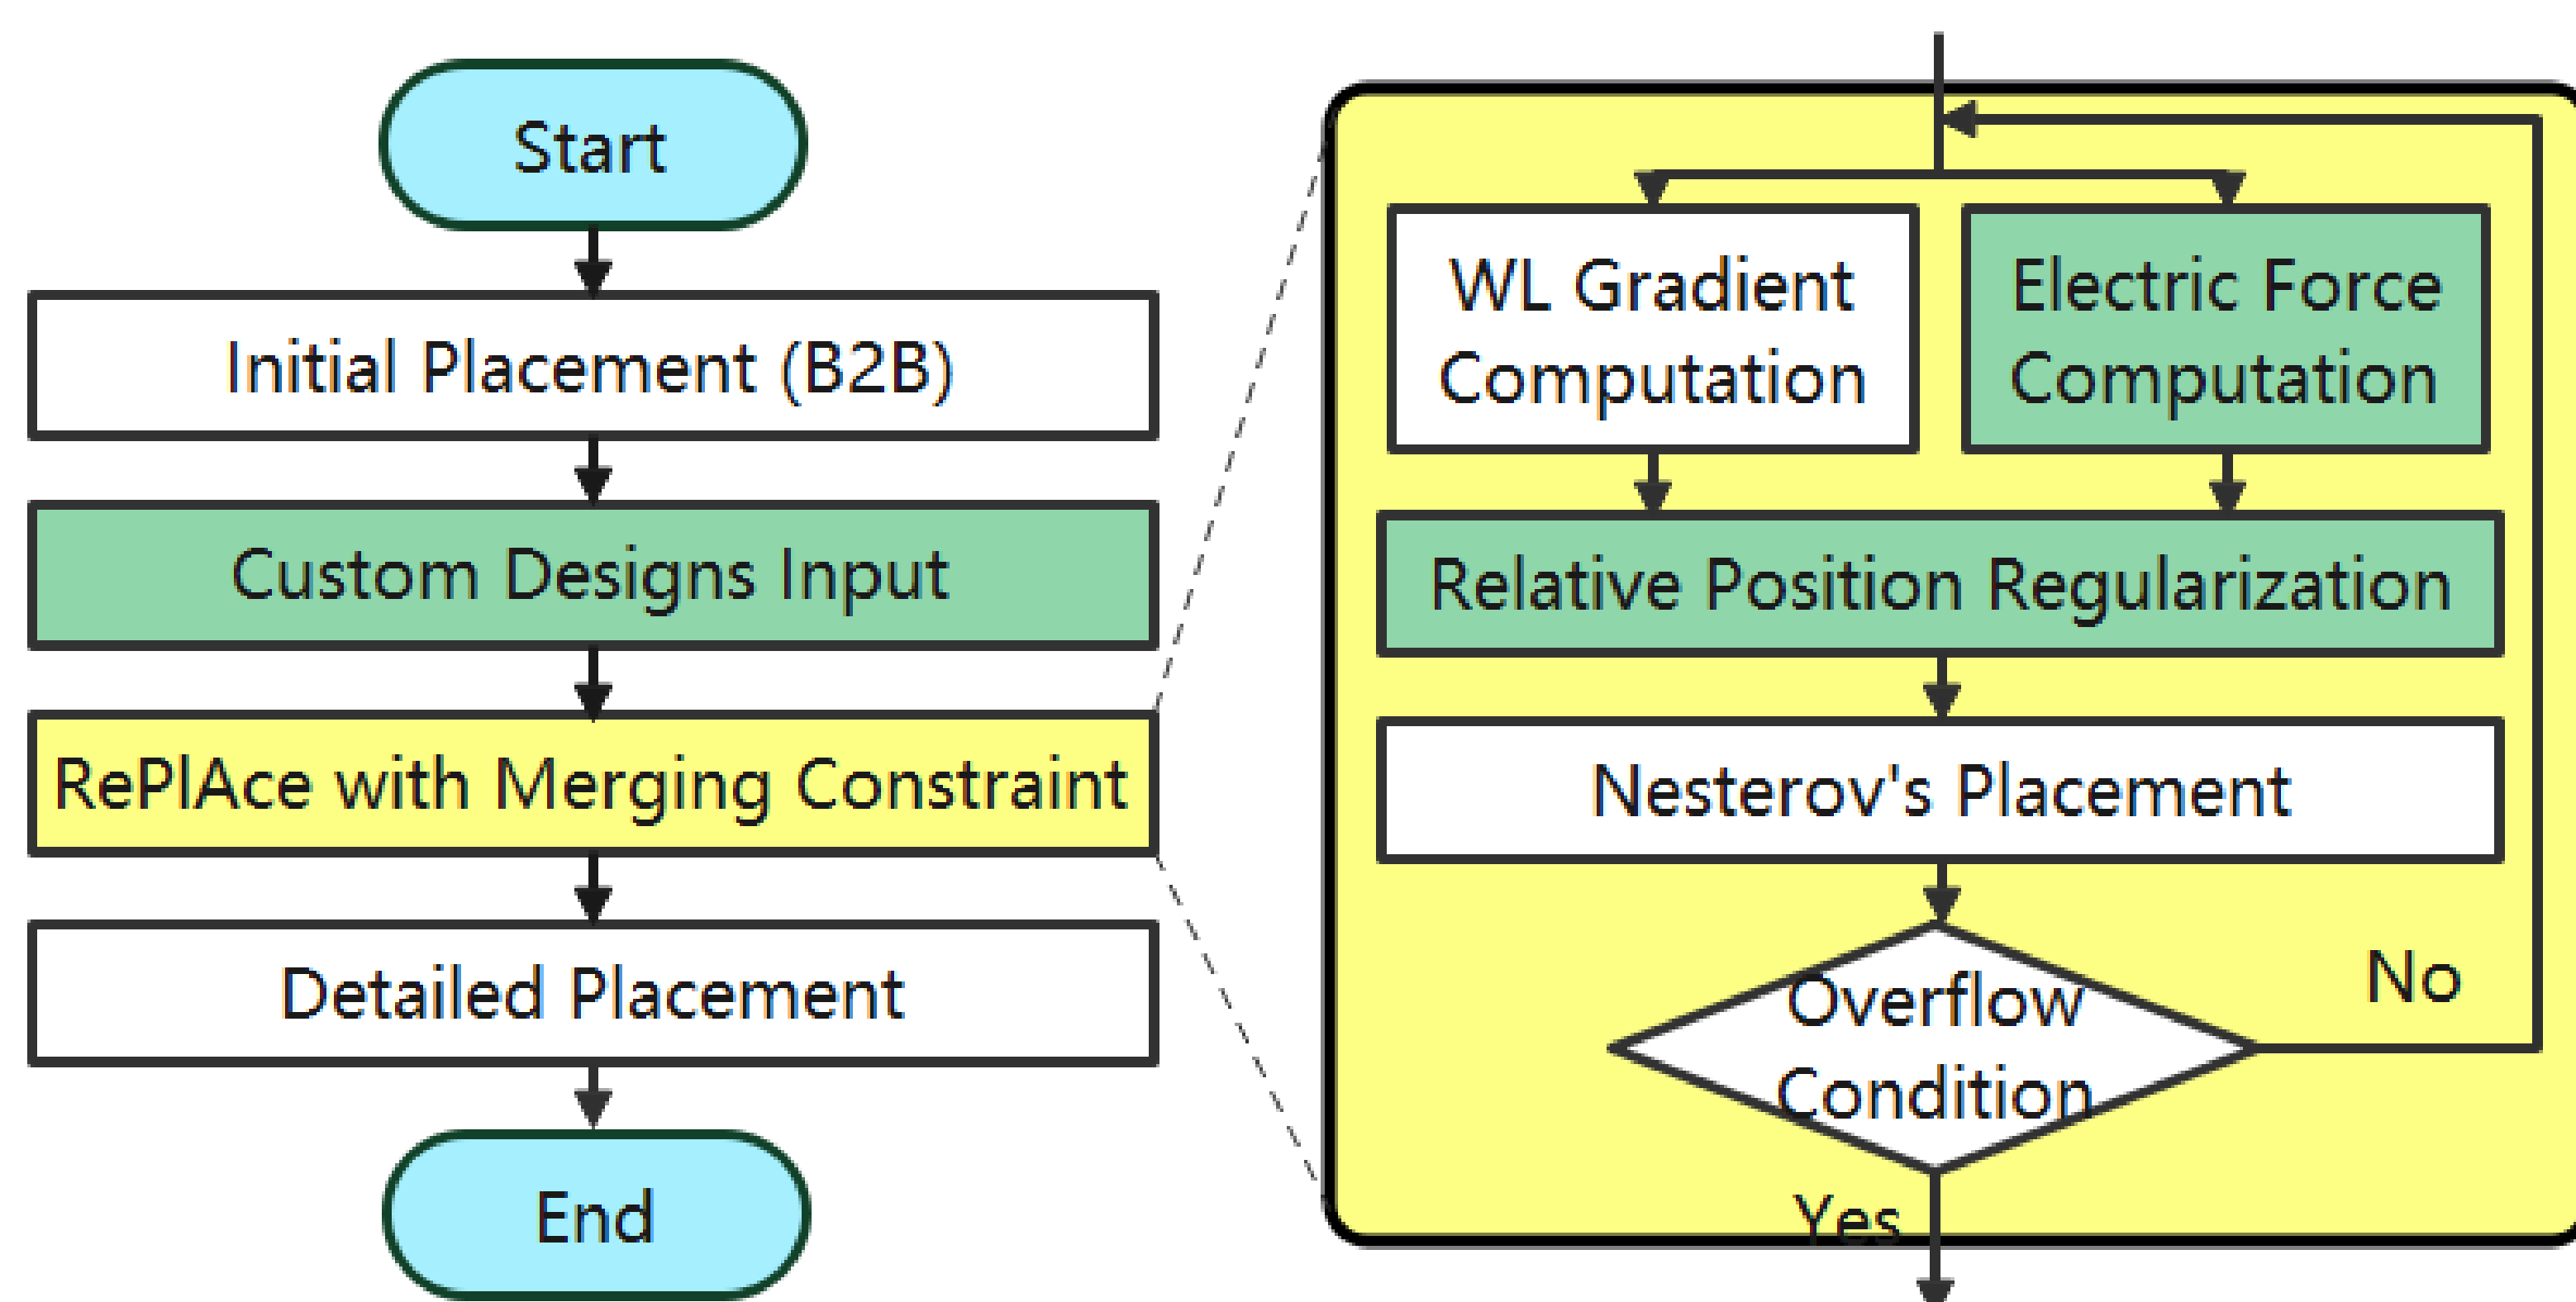 Start
Initial Placement (B2B)
Custom Designs Input
RePlAce with Merging Constraint
Detailed Placement
End
WL Gradient
Computation
Electric Force
Computation
Relative Position Regularization
Nesterov's Placement
Overflow
Condition
No
Yes